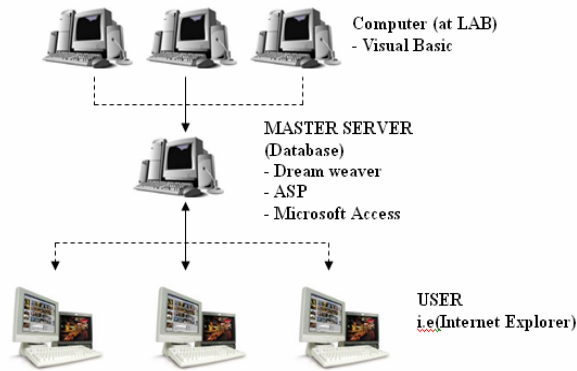 Computer (at LAB)
- Visual Basic
MASTER SERVER
(Database)
- Dream weaver
- ASP
- Microsoft Access
USER
i.e(Internet Explorer)